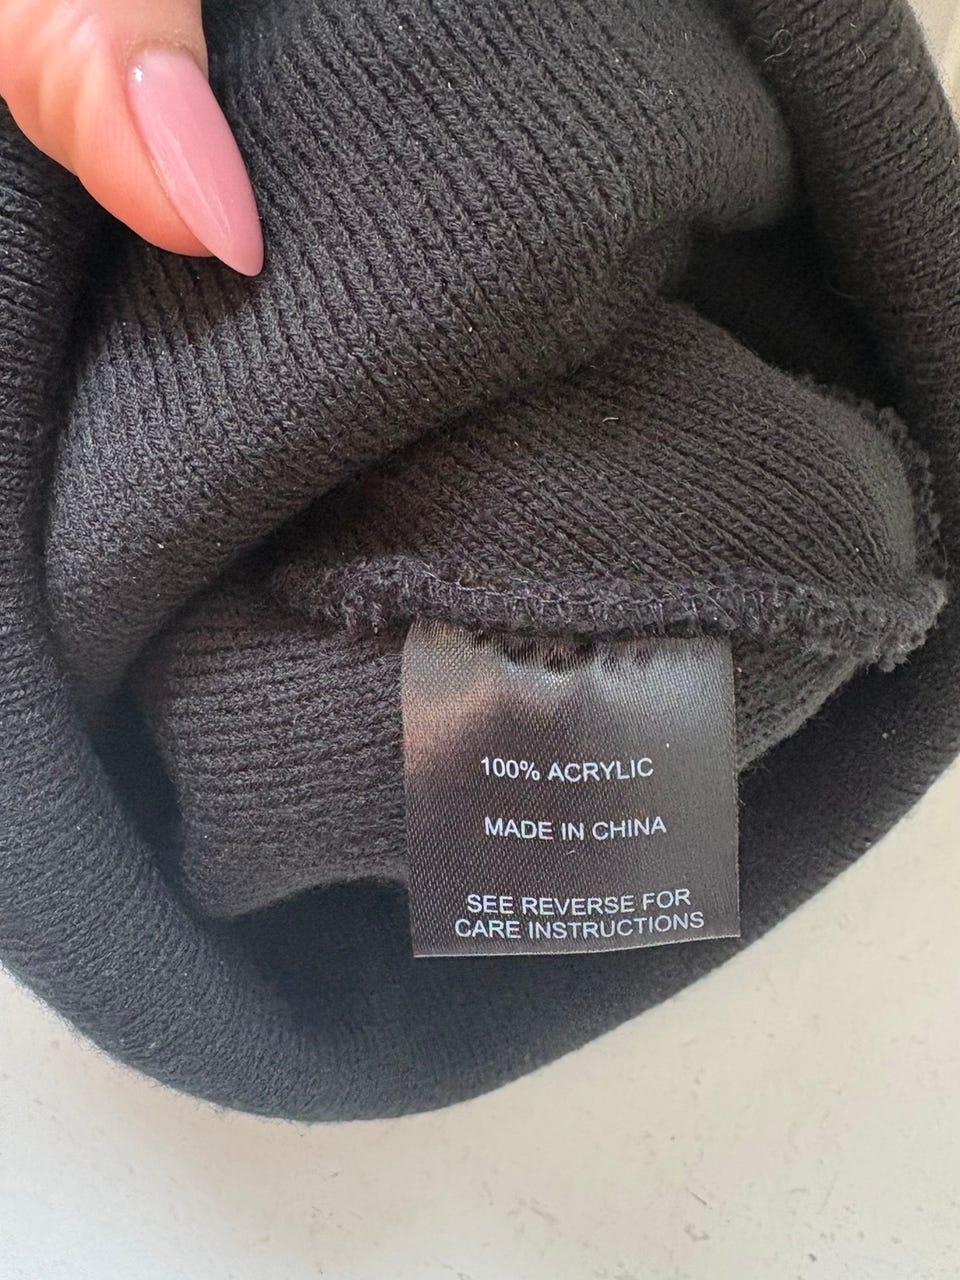 100% ACRYLIC
MADE IN CHINA
SEE REVERSE FOR
CARE INSTRUCTIONS